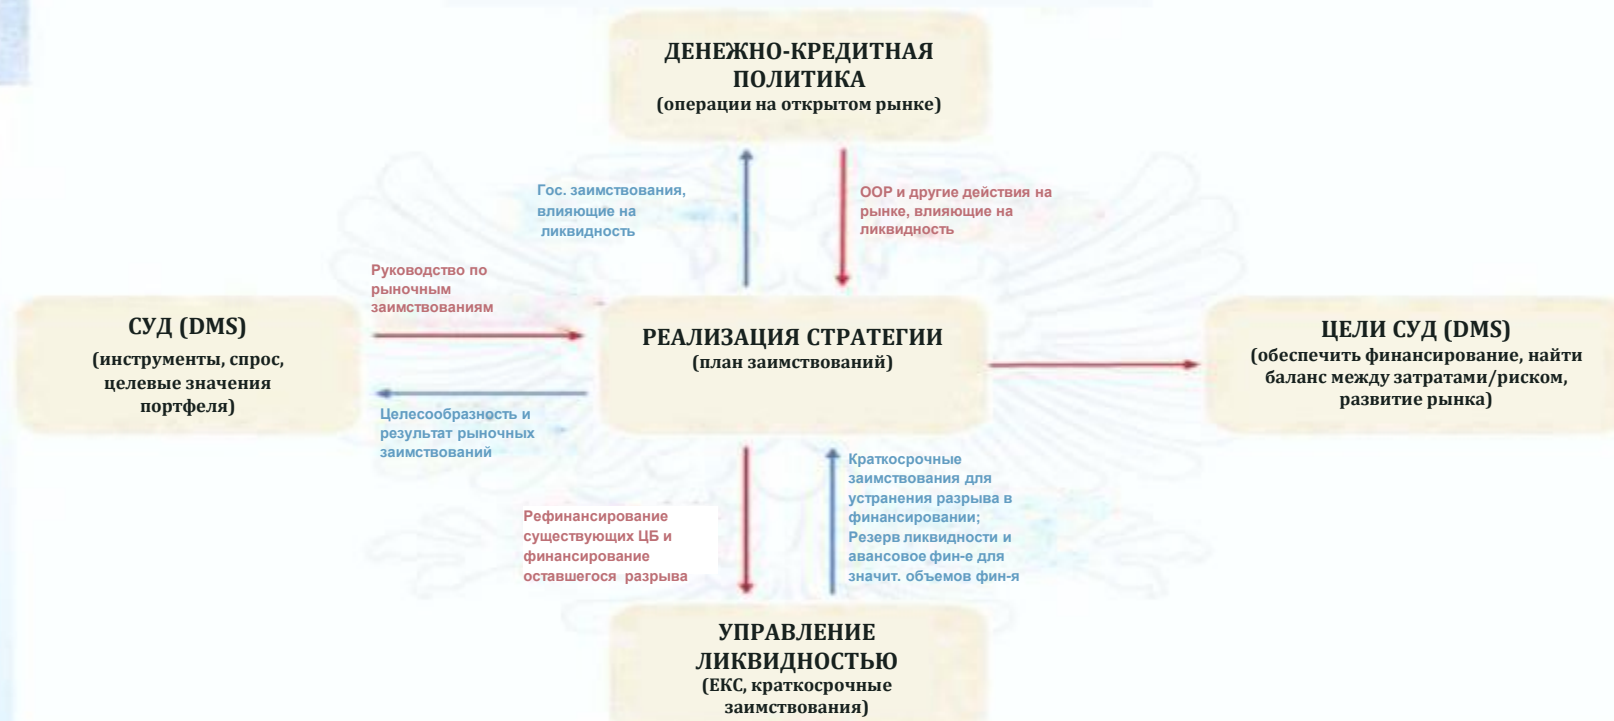 ДЕНЕЖНО-КРЕДИТНАЯ
ПОЛИТИКА
(операции на открытом рынке)
Гос. заимствования,
влияющие на
ликвидность
ООР и другие действия на
рынке, влияющие на
ликвидность
Руководство по
рыночным
заимствованиям
СУД (DMS)
(инструменты, спрос,
целевые значения
портфеля)
РЕАЛИЗАЦИЯ СТРАТЕГИИ
(план заимствований)
ЦЕЛИ СУД (DMS)
(обеспечить финансирование, найти
баланс между затратами/риском,
развитие рынка)
Целесообразность и
результат рыночных
заимствований
Рефинансирование
существующих ЦБ и
финансирование
оставшегося разрыва
Краткосрочные
заимствования для
устранения разрыва в
финансировании;
Резерв ликвидности и
авансовое фин-е для
значит. объемов фин-я
УПРАВЛЕНИЕ
ЛИКВИДНОСТЬЮ
(ЕКС, краткосрочные
заимствования)